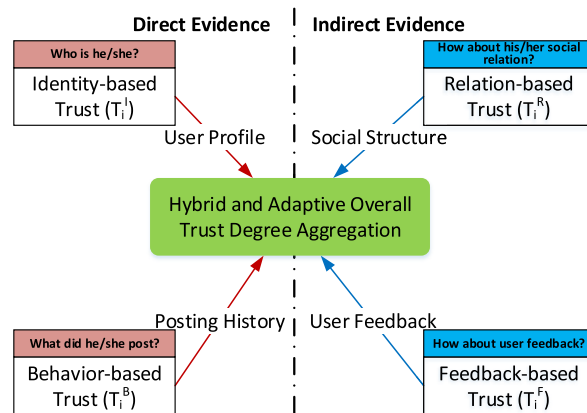 Direct Evidence
Indirect Evidence
Who is he/she?
Identity-based
Trust (T_i^I)
How about his/her social
relation?
Relation-based
Trust (T_i^R)
User Profile
Social Structure
Hybrid and Adaptive Overall
Trust Degree Aggregation
Posting History
User Feedback
What did he/she post?
Behavior-based
Trust (T_i^B)
How about user feedback?
Feedback-based
Trust (T_i^F)